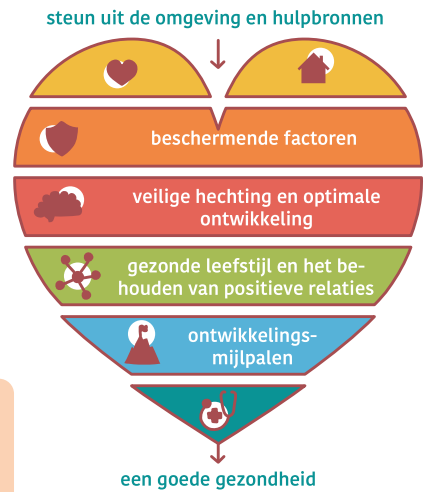 steun uit de omgeving en hulpbronnen
beschermende factoren
veilige hechting en optimale
ontwikkeling
gezonde leefstijl en het be-
houden van positieve relaties
ontwikkelings-
mijlpalen
een goede gezondheid